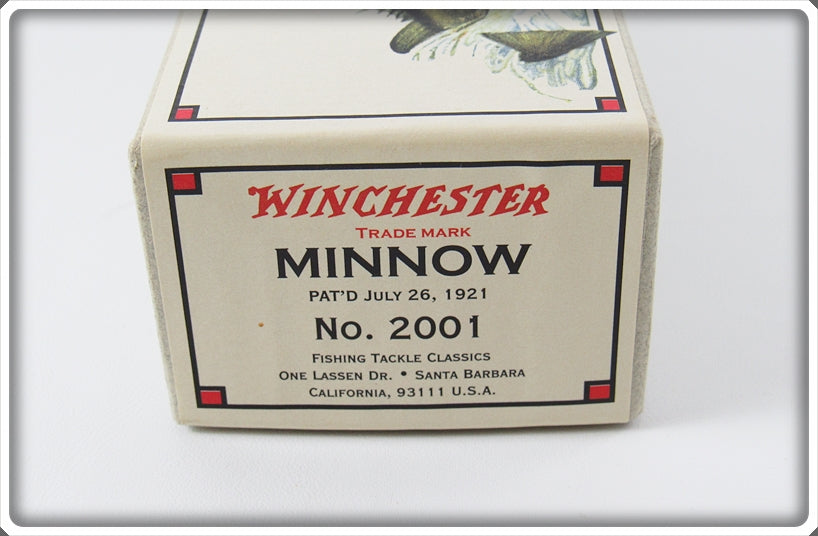 WINCHESTER
TRADE MARK
MINNOW
PAT'D JULY 26, 1921
No. 2001
FISHING TACKLE CLASSICS
ONE LASSEN DR. • SANTA BARBARA
CALIFORNIA, 93111 U.S.A.